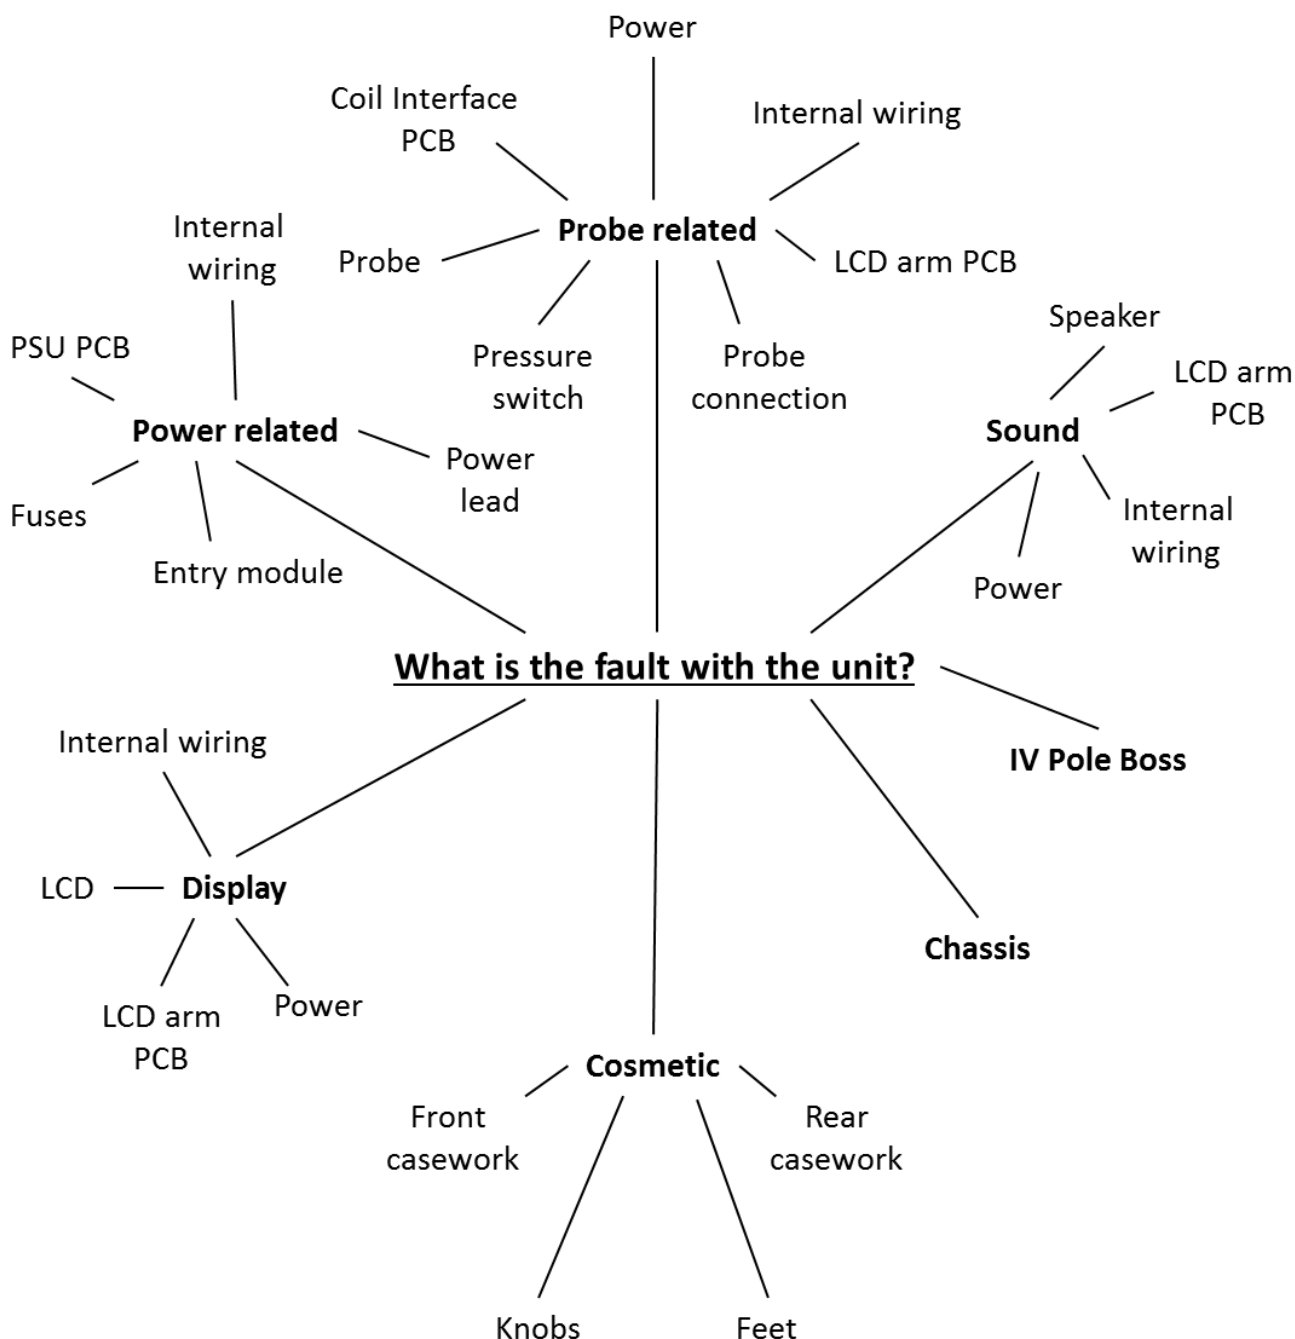 Power
Coil Interface
PCB
Internal wiring
Probe related
Probe
LCD arm PCB
Pressure
switch
Probe
connection
Internal
wiring
PSU PCB
Power related
Power
lead
Fuses
Entry module
Speaker
LCD arm
PCB
Sound
Internal
wiring
Power
What is the fault with the unit?
IV Pole Boss
Internal wiring
LCD
Display
LCD arm
PCB
Power
Chassis
Cosmetic
Front
casework
Rear
casework
Knobs
Feet